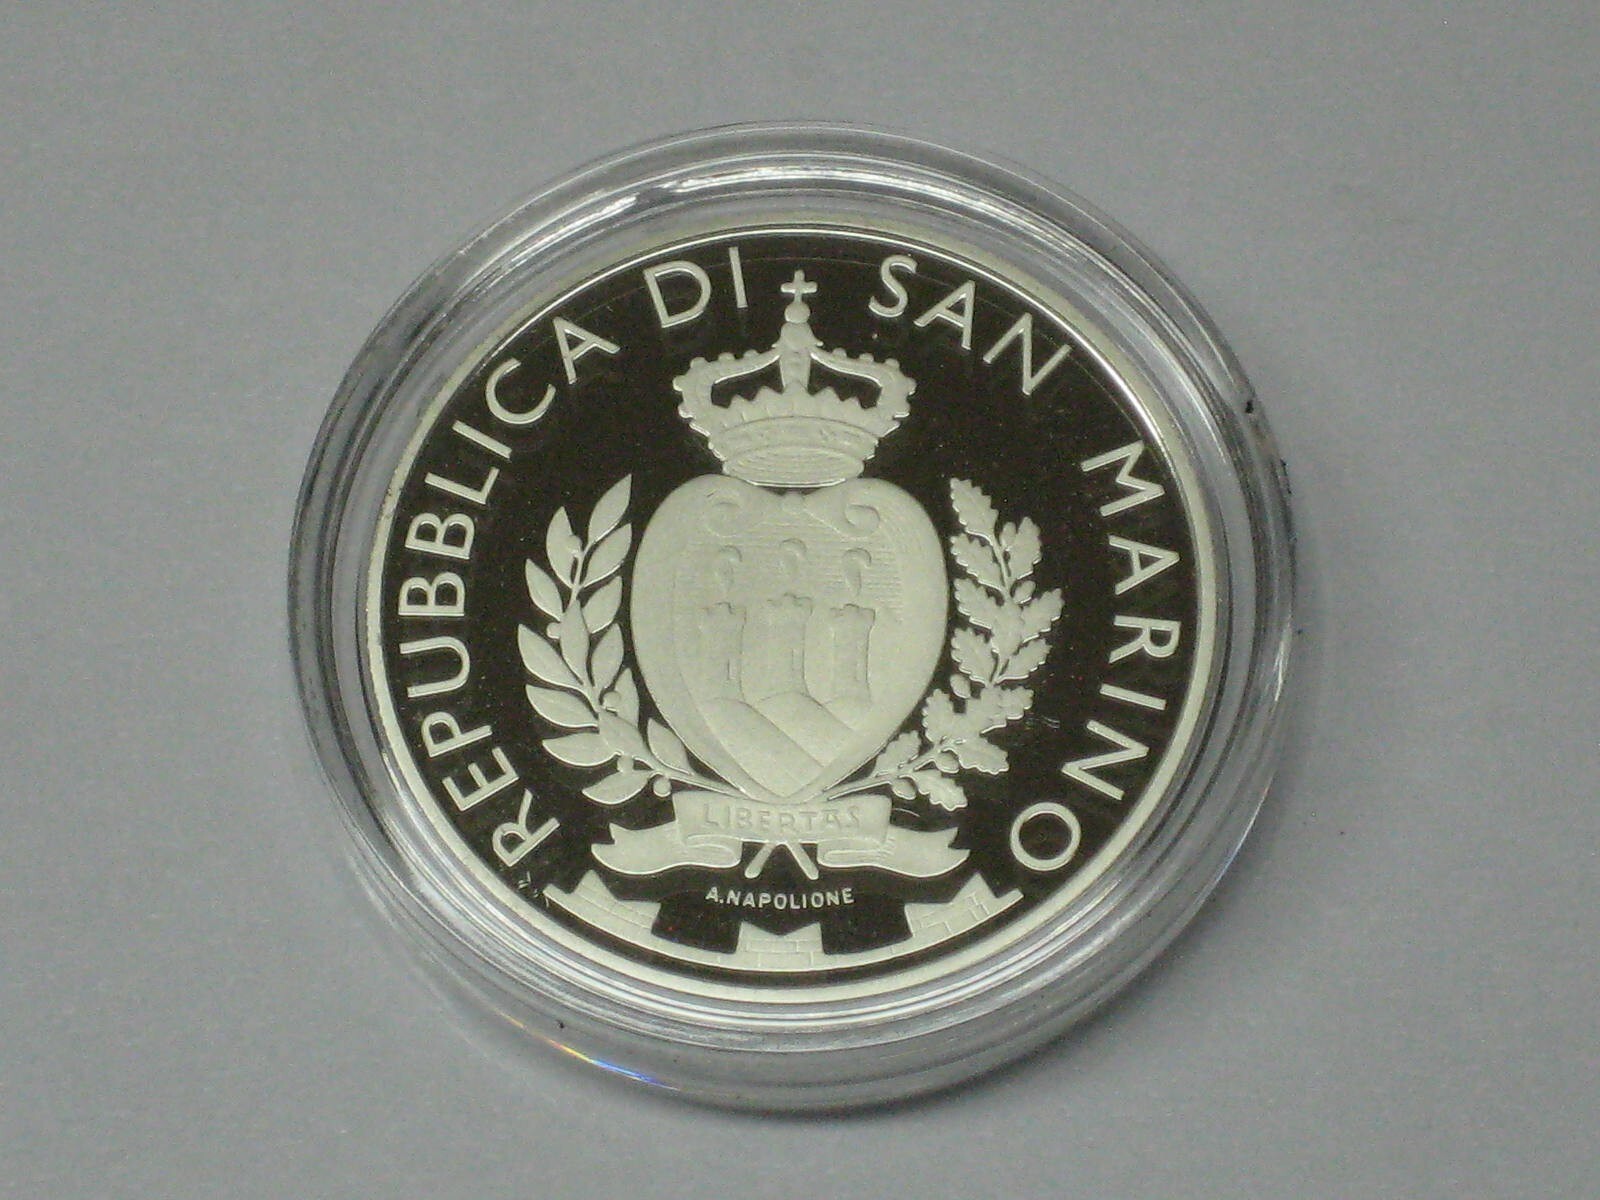 REPUBBLICA DI SAN MARINO
LIBERTAS
A.NAPOLIONE